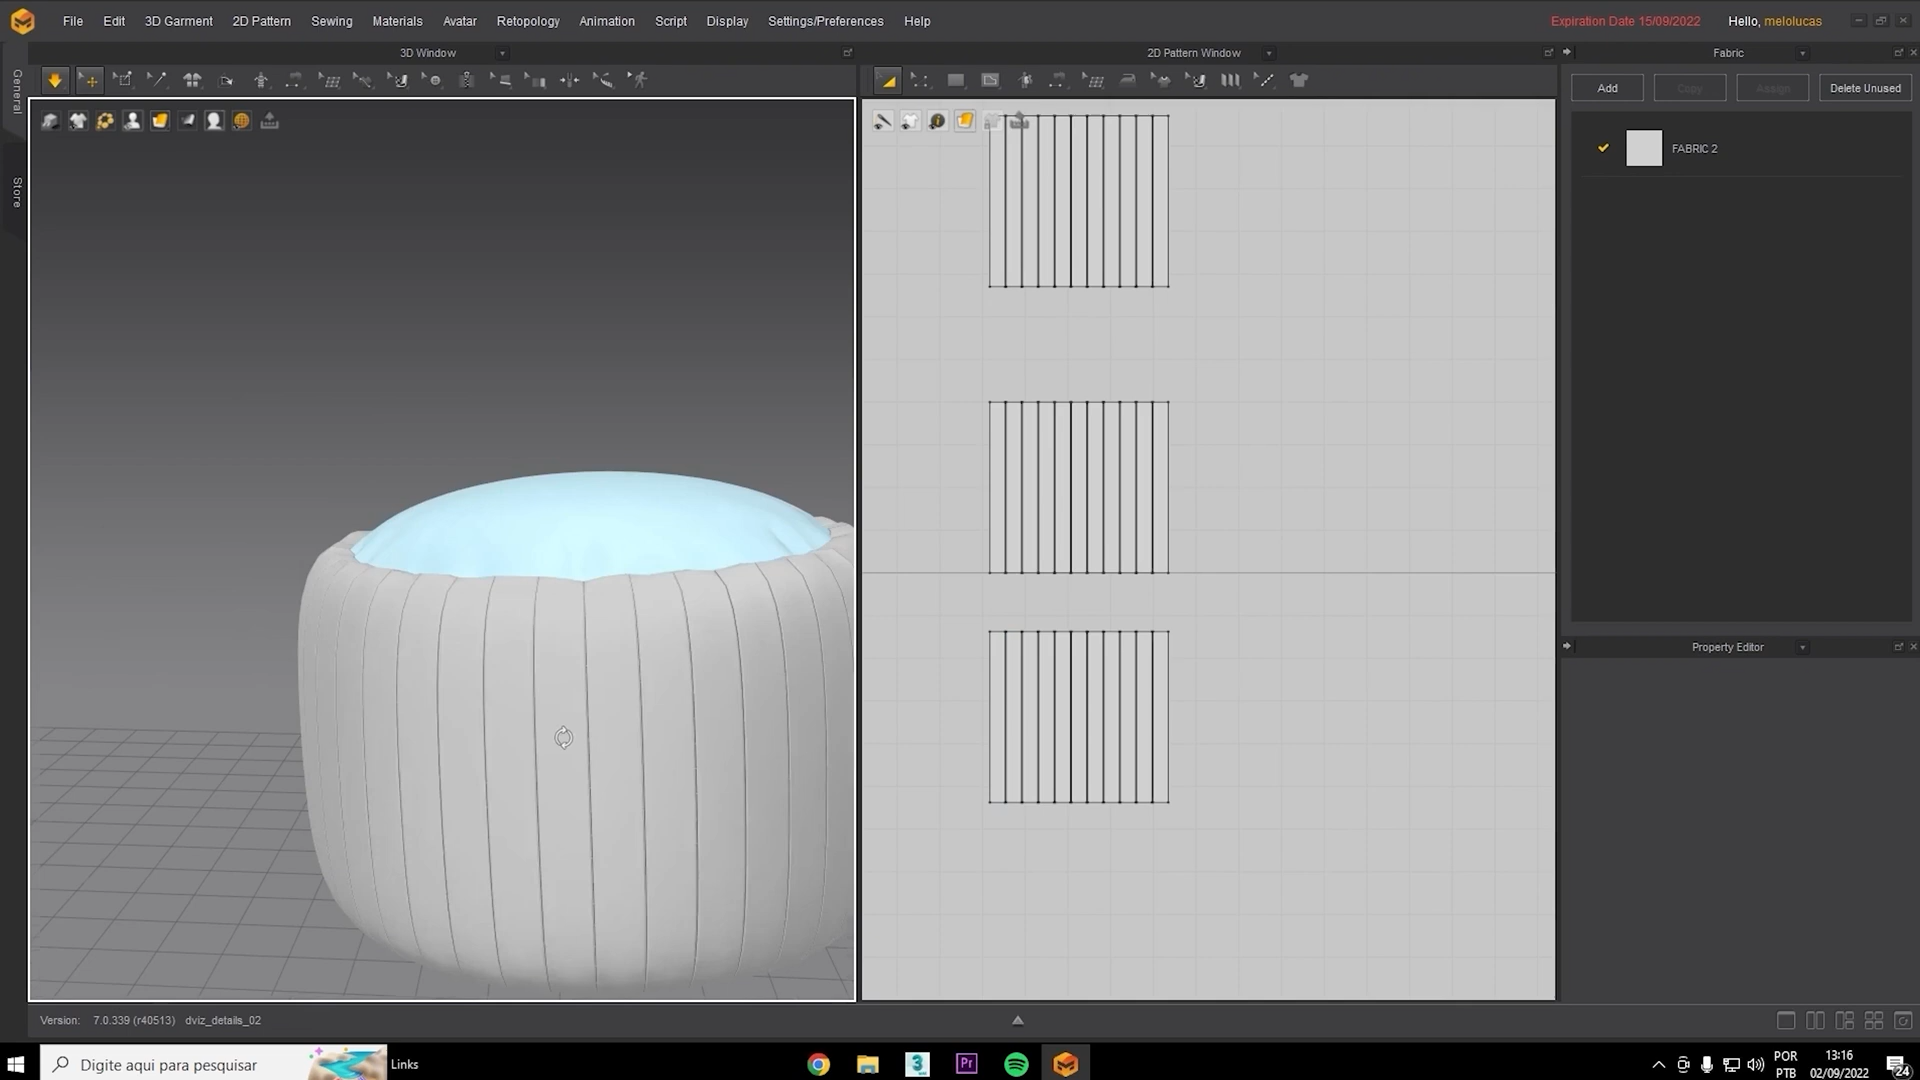 File Edit 3D Garment 2D Pattern Sewing Materials Avatar Retopology Animation Script Display Settings/Preferences Help
Expiration Date 15/09/2022 Hello, melolucas
3D Window
2D Pattern Window
Fabric
General
Store
Add Copy Assign Delete Unused
FABRIC 2
Property Editor
Version: 7.0.339 (r40513) dviz_details_02
Digite aqui para pesquisar
Links
3
Pr
POR
PTB
13:16
02/09/2022
24